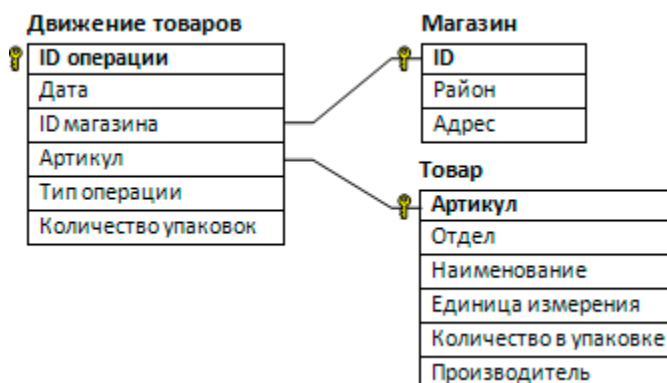 Движение товаров
ID операции
Дата
ID магазина
Артикул
Тип операции
Количество упаковок
Магазин
ID
Район
Адрес
Товар
Артикул
Отдел
Наименование
Единица измерения
Количество в упаковке
Производитель